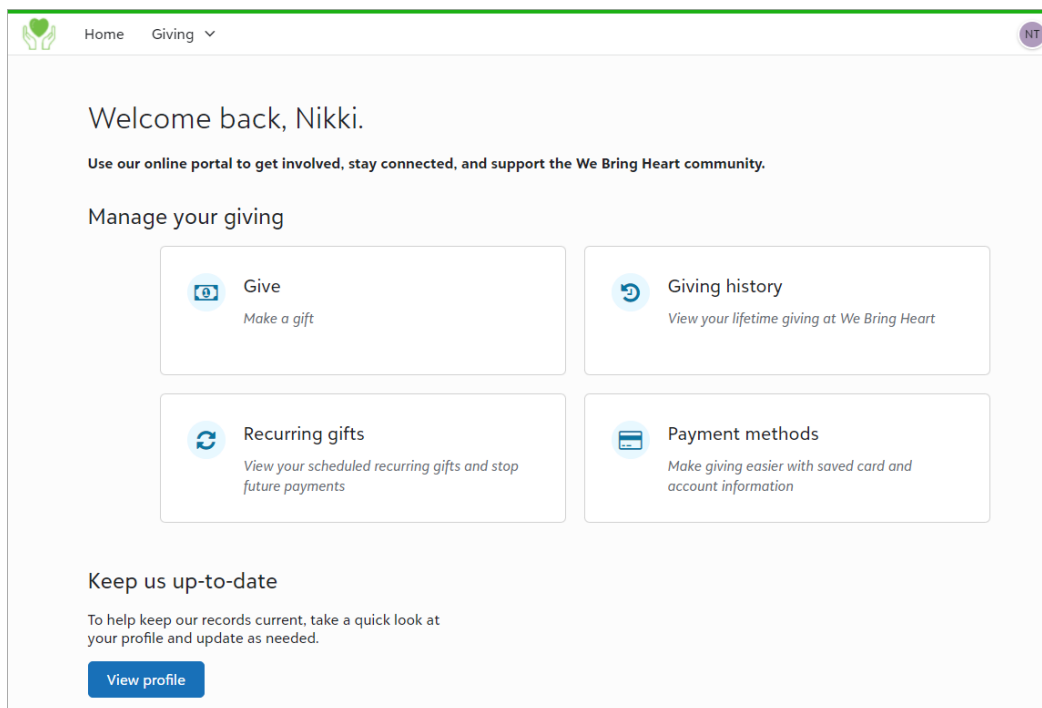 Home Giving
NT
Welcome back, Nikki.
Use our online portal to get involved, stay connected, and support the We Bring Heart community.
Manage your giving
Give
Make a gift
Giving history
View your lifetime giving at We Bring Heart
Recurring gifts
View your scheduled recurring gifts and stop
future payments
Payment methods
Make giving easier with saved card and
account information
Keep us up-to-date
To help keep our records current, take a quick look at
your profile and update as needed.
View profile